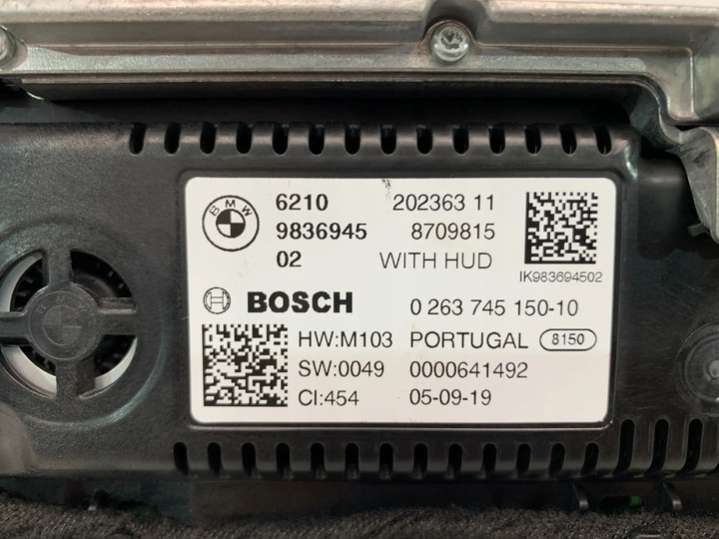 BMW
6210 202363 11
9836945 8709815
02 WITH HUD
IK983694502
BOSCH 0 263 745 150-10
HW:M103 PORTUGAL 8150
SW:0049 0000641492
CI:454 05-09-19